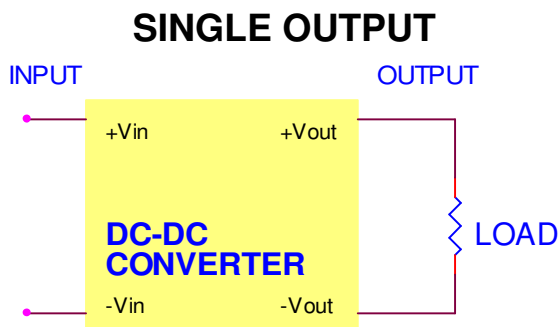 SINGLE OUTPUT
INPUT OUTPUT
+Vin +Vout
DC-DC
CONVERTER
LOAD
-Vin -Vout